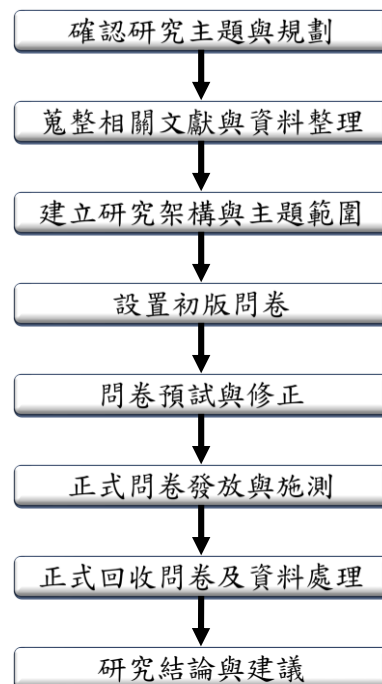 確認研究主題與規劃
蒐整相關文獻與資料整理
建立研究架構與主題範圍
設置初版問卷
問卷預試與修正
正式問卷發放與施測
正式回收問卷及資料處理
研究結論與建議